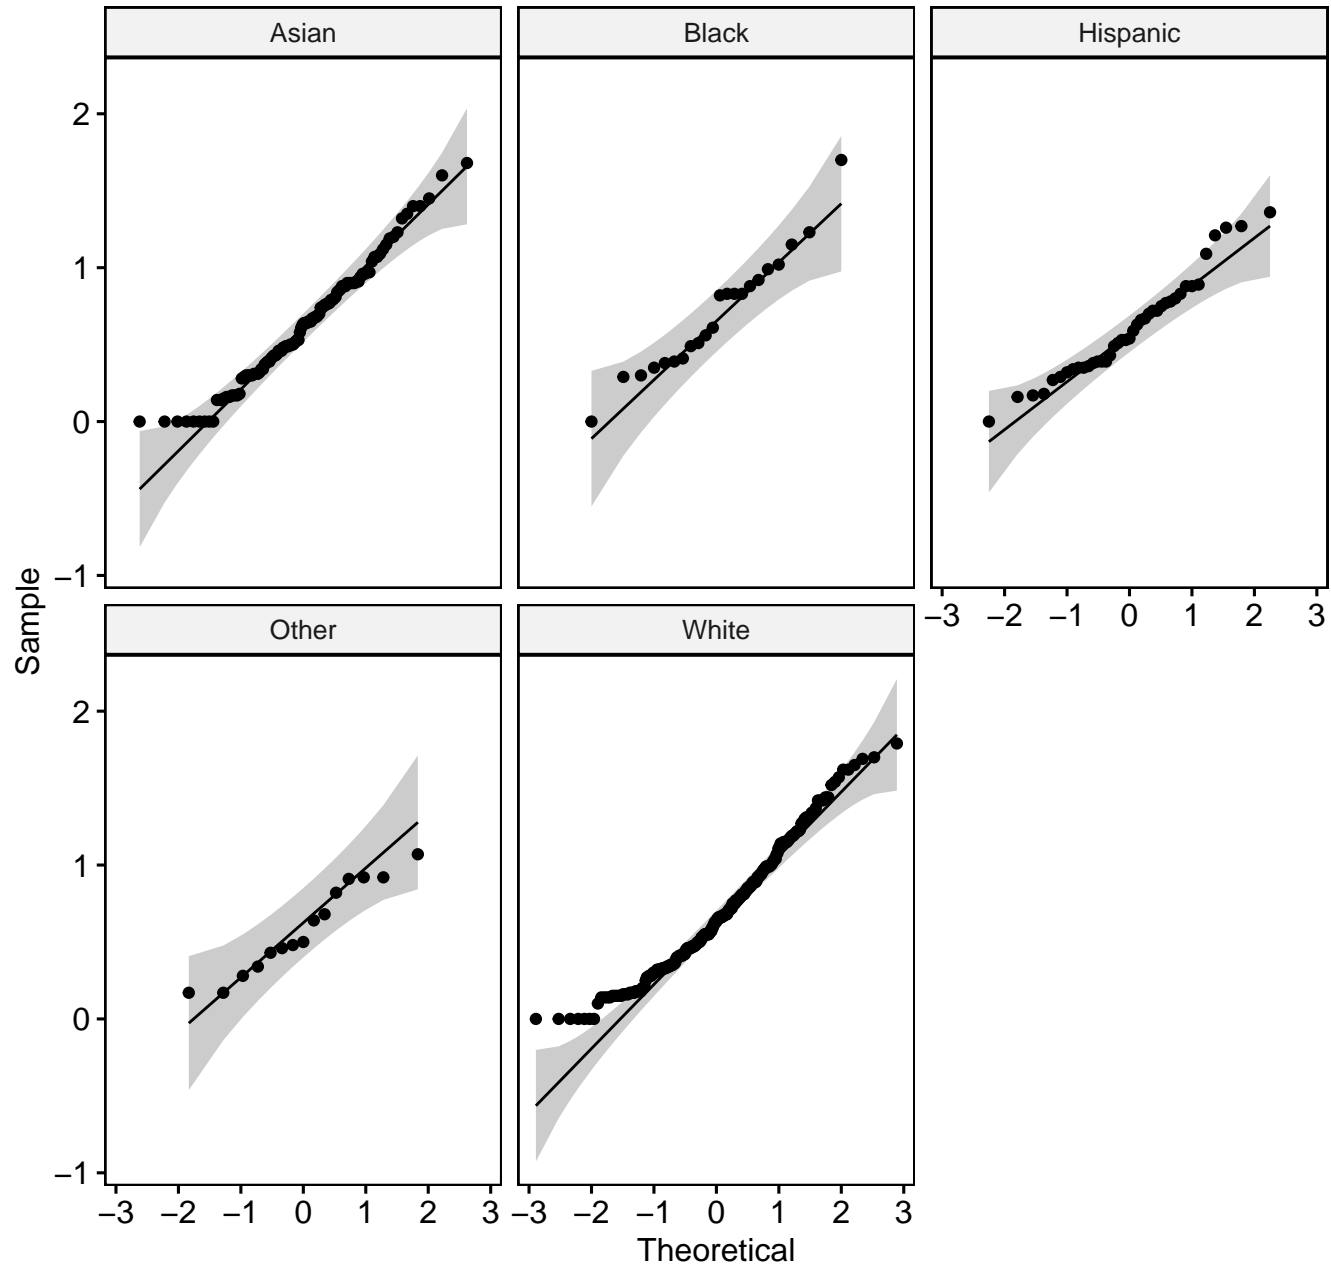 Asian Black Hispanic
2
1
0
−1
−3 −2 −1 0 1 2 3
Sample
Other White
2
1
0
−1
−3 −2 −1 0 1 2 3 −3 −2 −1 0 1 2 3
Theoretical